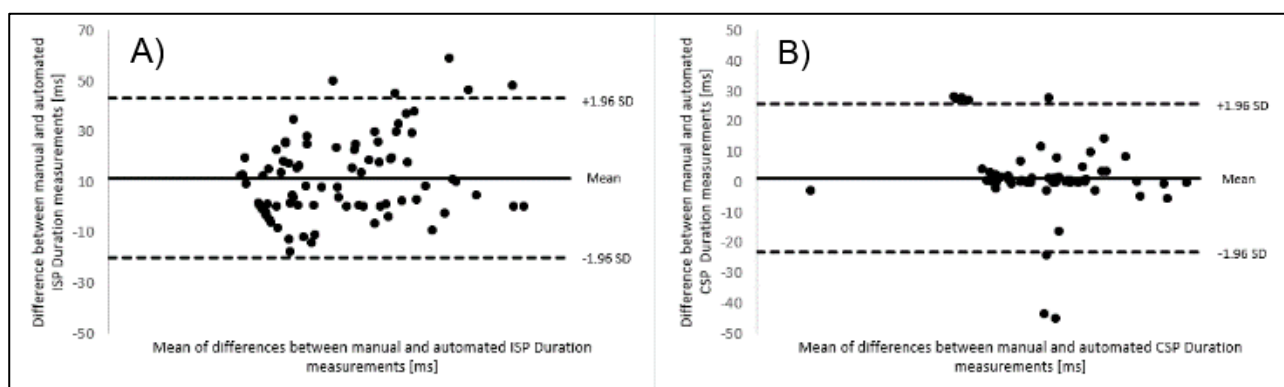 A)
Difference between manual and automated
ISP Duration measurements [ms]
70
50
30
10
-10
-30
-50
+1.96 SD
Mean
-1.96 SD
Mean of differences between manual and automated ISP Duration
measurements [ms]
B)
Difference between manual and automated
CSP Duration measurements [ms]
50
40
30
20
10
0
-10
-20
-30
-40
-50
+1.96 SD
Mean
-1.96 SD
Mean of differences between manual and automated CSP Duration
measurements [ms]